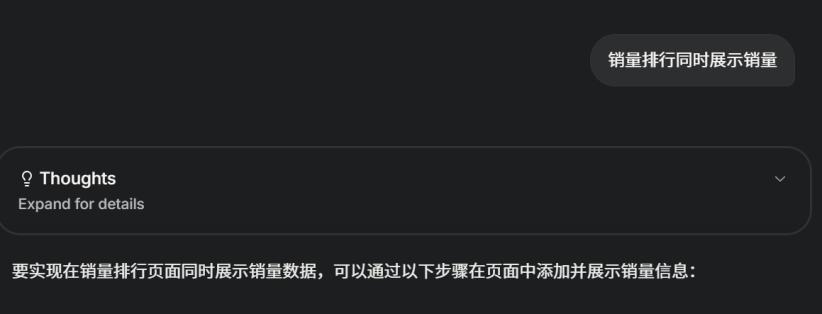 销量排行同时展示销量
Thoughts
Expand for details
要实现在销量排行页面同时展示销量数据，可以通过以下步骤在页面中添加并展示销量信息：